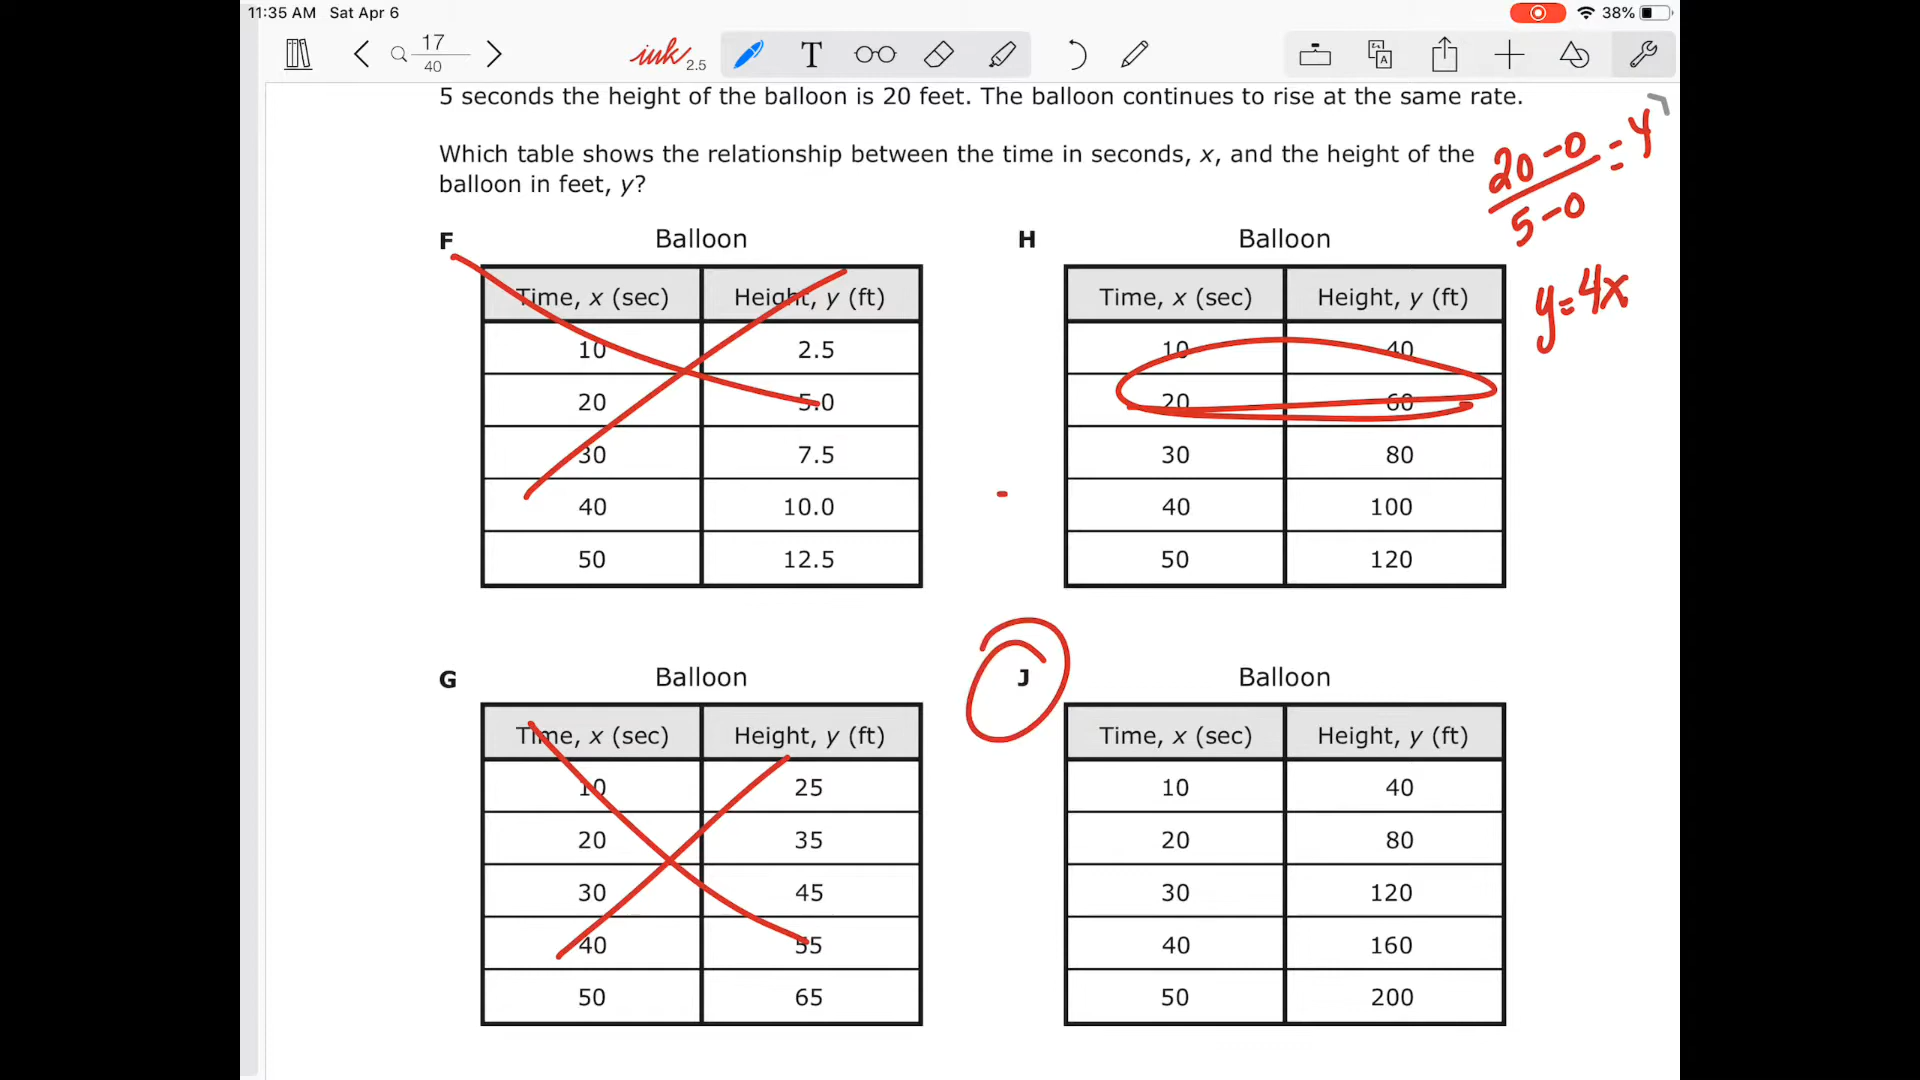 11:35 AM Sat Apr 6
38%
17
40
ink 2.5
T
A
5 seconds the height of the balloon is 20 feet. The balloon continues to rise at the same rate.
Which table shows the relationship between the time in seconds, x, and the height of the
balloon in feet, y?
20-0
5-0
= 4
y=4x
F
Balloon
Time, x (sec) Height, y (ft)
10 2.5
20 5.0
30 7.5
40 10.0
50 12.5
H
Balloon
Time, x (sec) Height, y (ft)
10 40
20 60
30 80
40 100
50 120
G
Balloon
Time, x (sec) Height, y (ft)
10 25
20 35
30 45
40 55
50 65
J
Balloon
Time, x (sec) Height, y (ft)
10 40
20 80
30 120
40 160
50 200